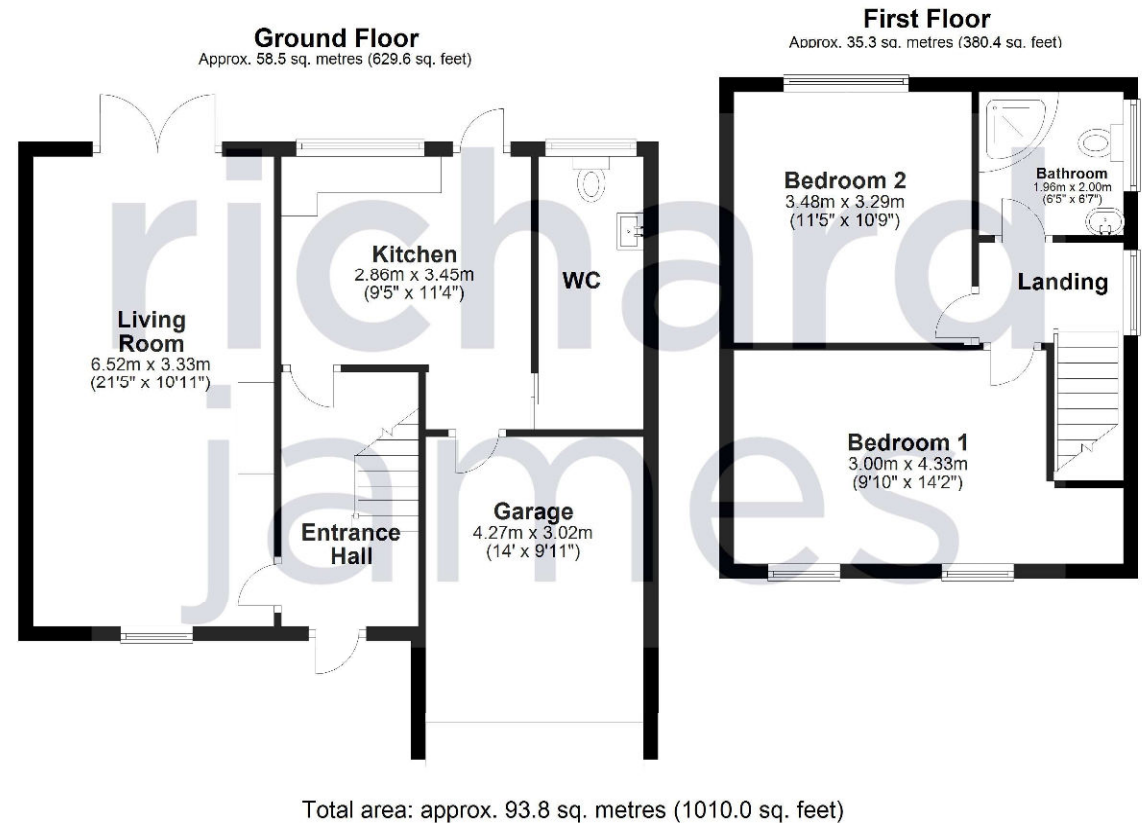 Ground Floor
Approx. 58.5 sq. metres (629.6 sq. feet)
First Floor
Approx. 35.3 sq. metres (380.4 sq. feet)
Living
Room
6.52m x 3.33m
(21'5" x 10'11")
Kitchen
2.86m x 3.45m
(9'5" x 11'4")
WC
Entrance
Hall
Garage
4.27m x 3.02m
(14' x 9'11")
Bedroom 2
3.48m x 3.29m
(11'5" x 10'9")
Bathroom
1.96m x 2.00m
(6'5" x 6'7")
Landing
Bedroom 1
3.00m x 4.33m
(9'10" x 14'2")
richard
james
Total area: approx. 93.8 sq. metres (1010.0 sq. feet)